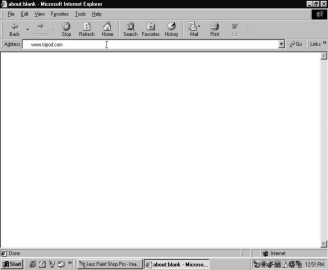 about:blank - Microsoft Internet Explorer
File Edit View Favorites Tools Help
Back Stop Refresh Home Search Favorites History Mail Print
Address www.tripod.com Go Links »
Done Internet
Start Jasc Paint Shop Pro - Ima... about:blank - Microso... 12:51 PM